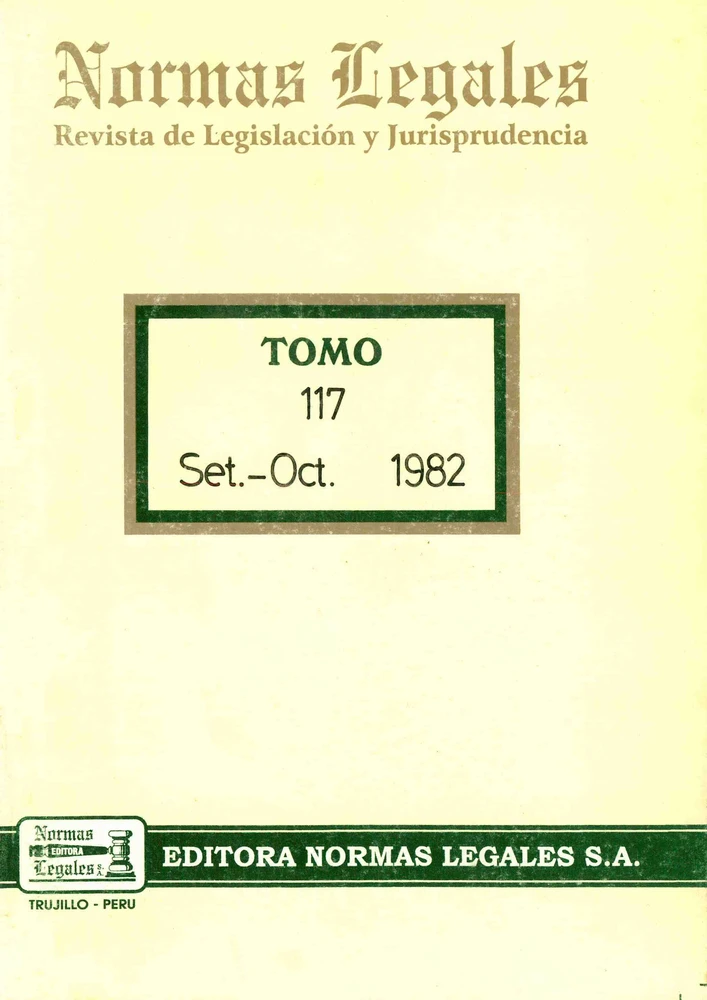 Normas Legales
Revista de Legislación y Jurisprudencia
TOMO
117
Set.-Oct. 1982
Normas
EDITORA
Legales S.A.
EDITORA NORMAS LEGALES S.A.
TRUJILLO - PERU